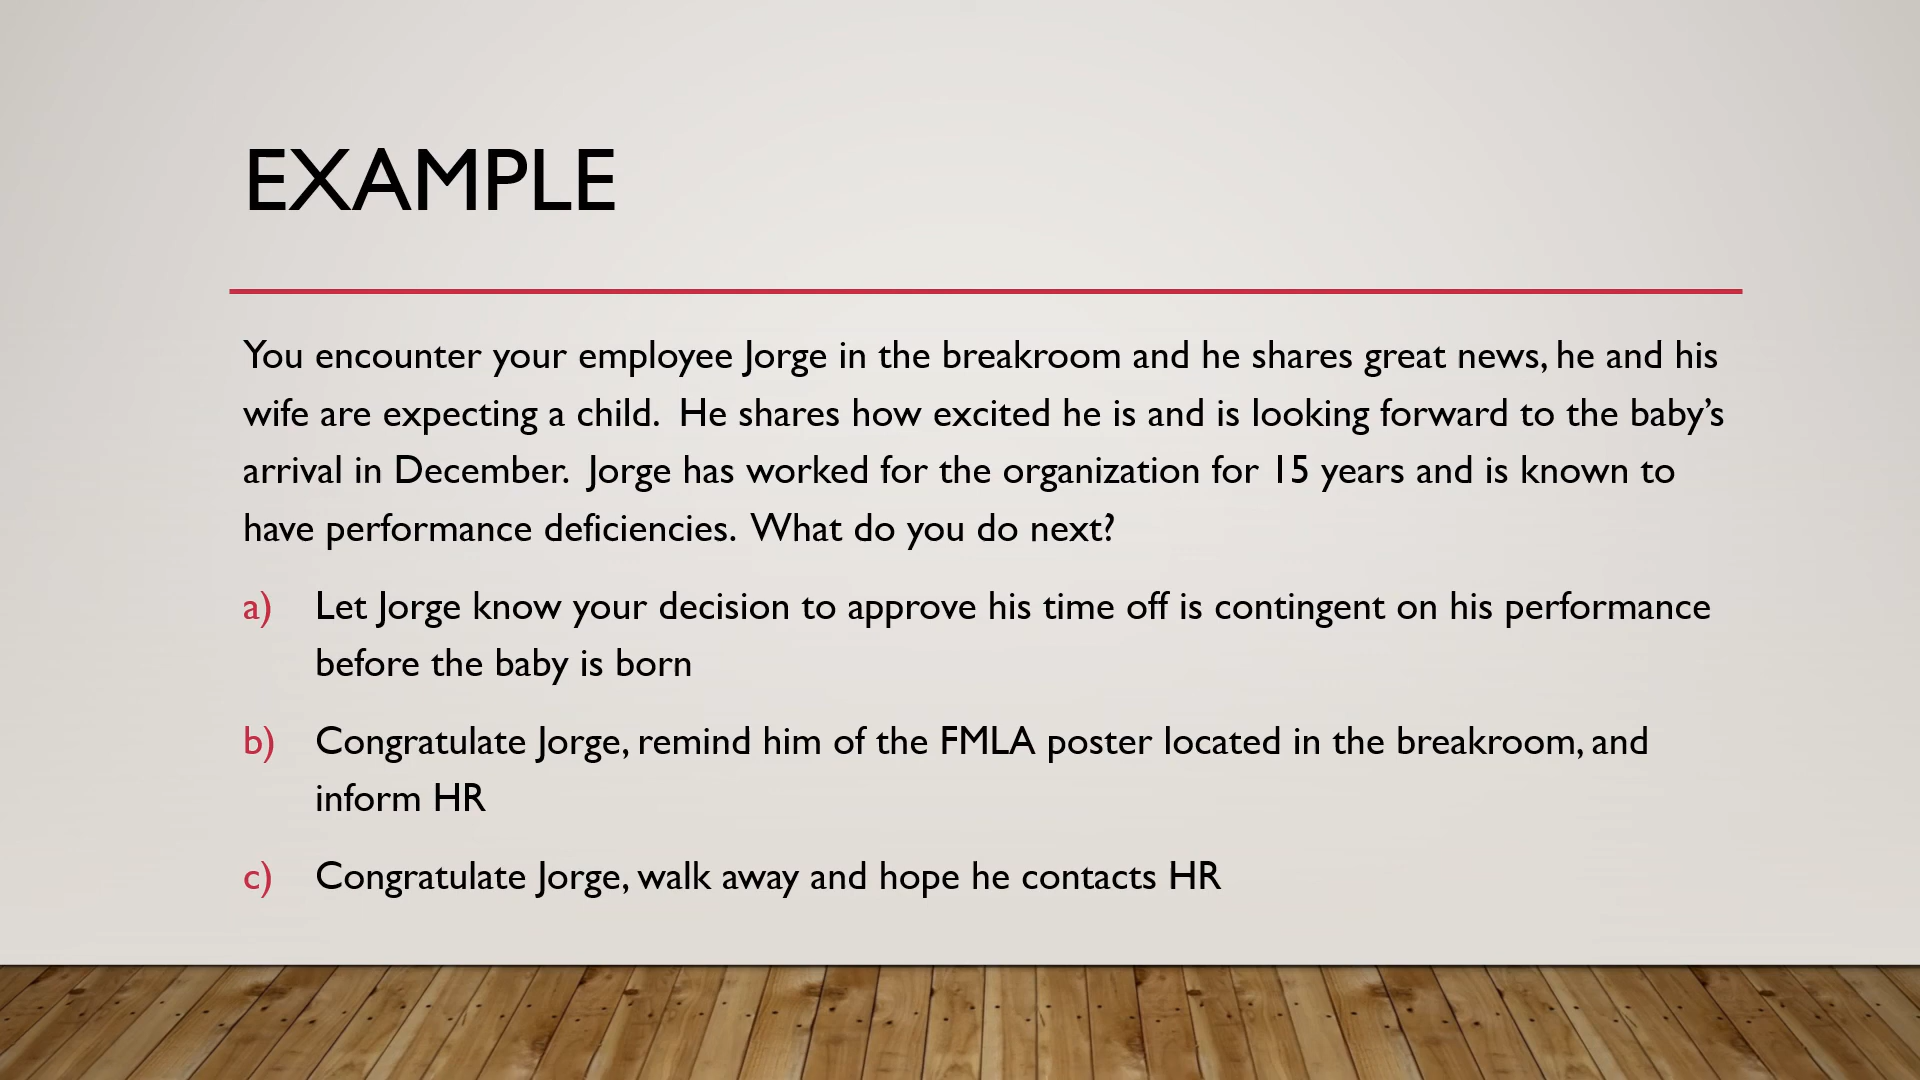 EXAMPLE
You encounter your employee Jorge in the breakroom and he shares great news, he and his
wife are expecting a child.  He shares how excited he is and is looking forward to the baby’s
arrival in December.  Jorge has worked for the organization for 15 years and is known to
have performance deficiencies.  What do you do next?
a) Let Jorge know your decision to approve his time off is contingent on his performance
before the baby is born
b) Congratulate Jorge, remind him of the FMLA poster located in the breakroom, and
inform HR
c) Congratulate Jorge, walk away and hope he contacts HR